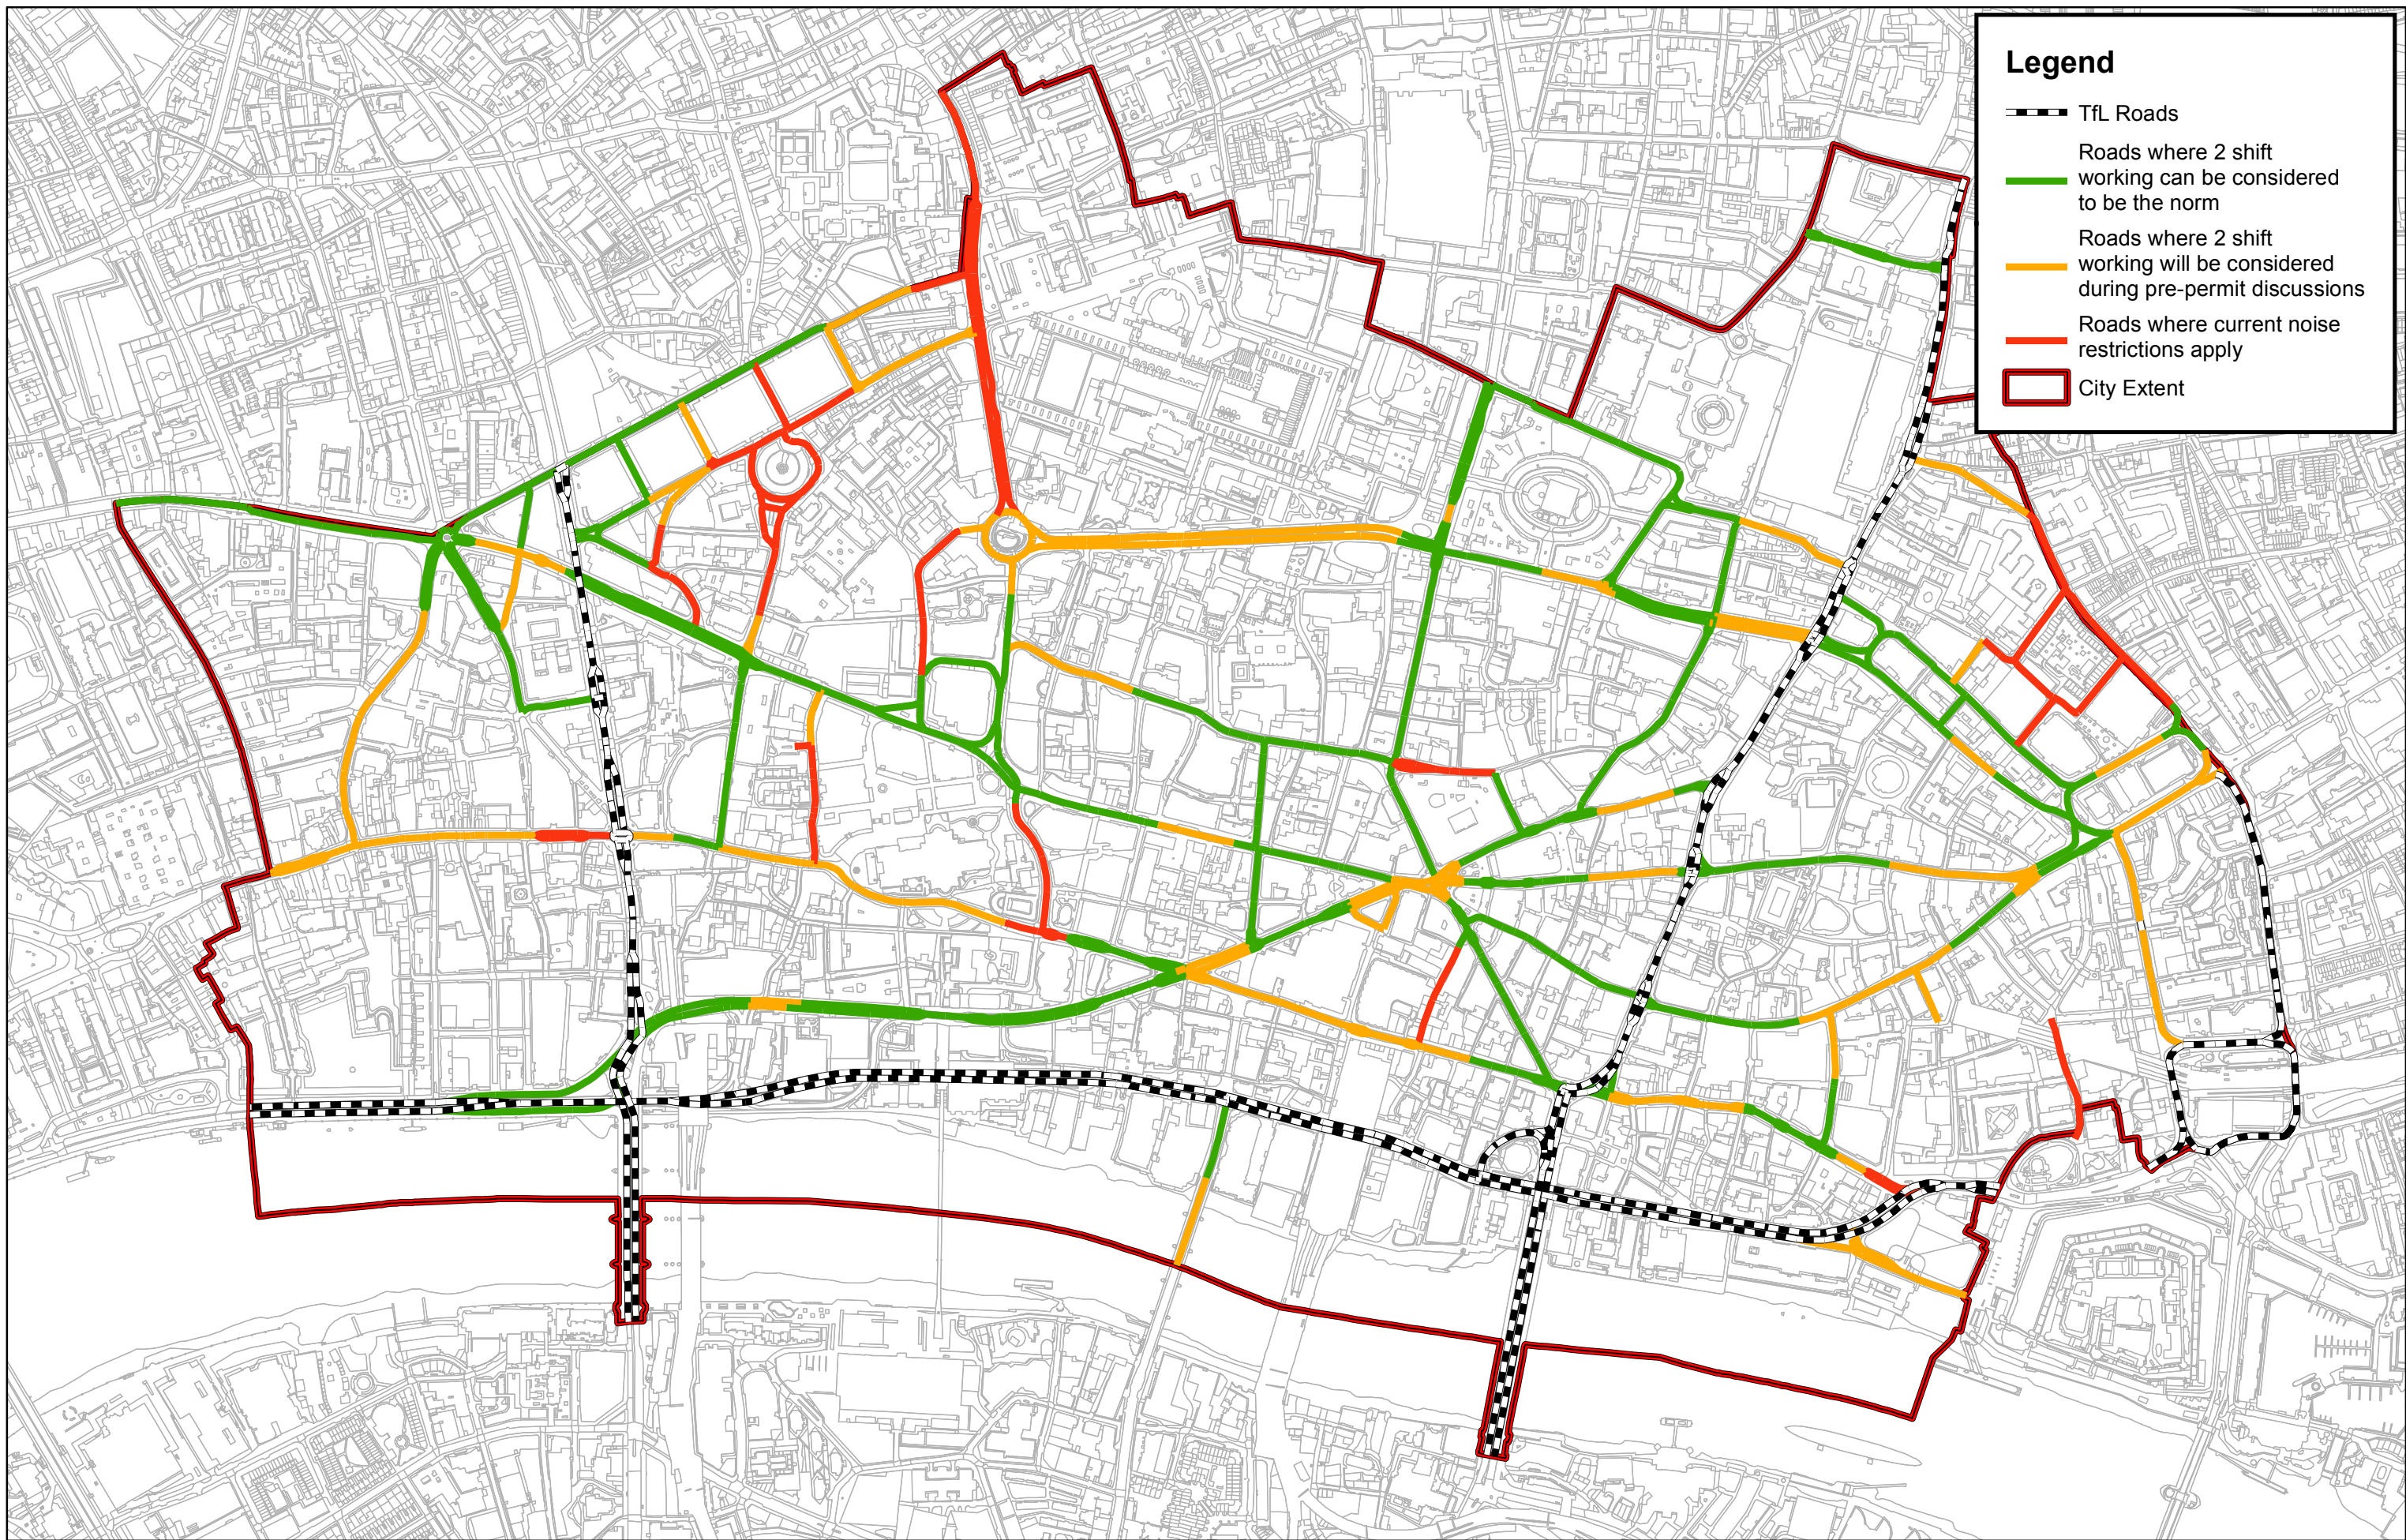 Legend
TfL Roads
Roads where 2 shift
working can be considered
to be the norm
Roads where 2 shift
working will be considered
during pre-permit discussions
Roads where current noise
restrictions apply
City Extent